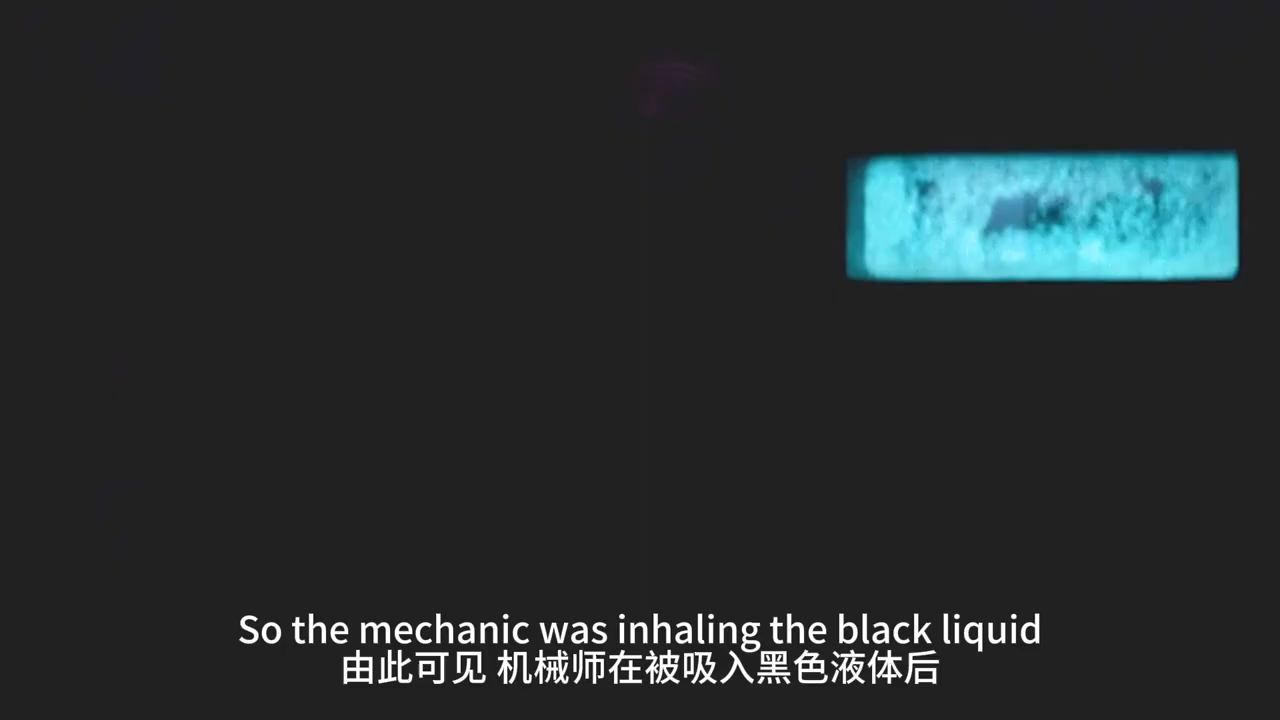 So the mechanic was inhaling the black liquid
由此可见 机械师在被吸入黑色液体后